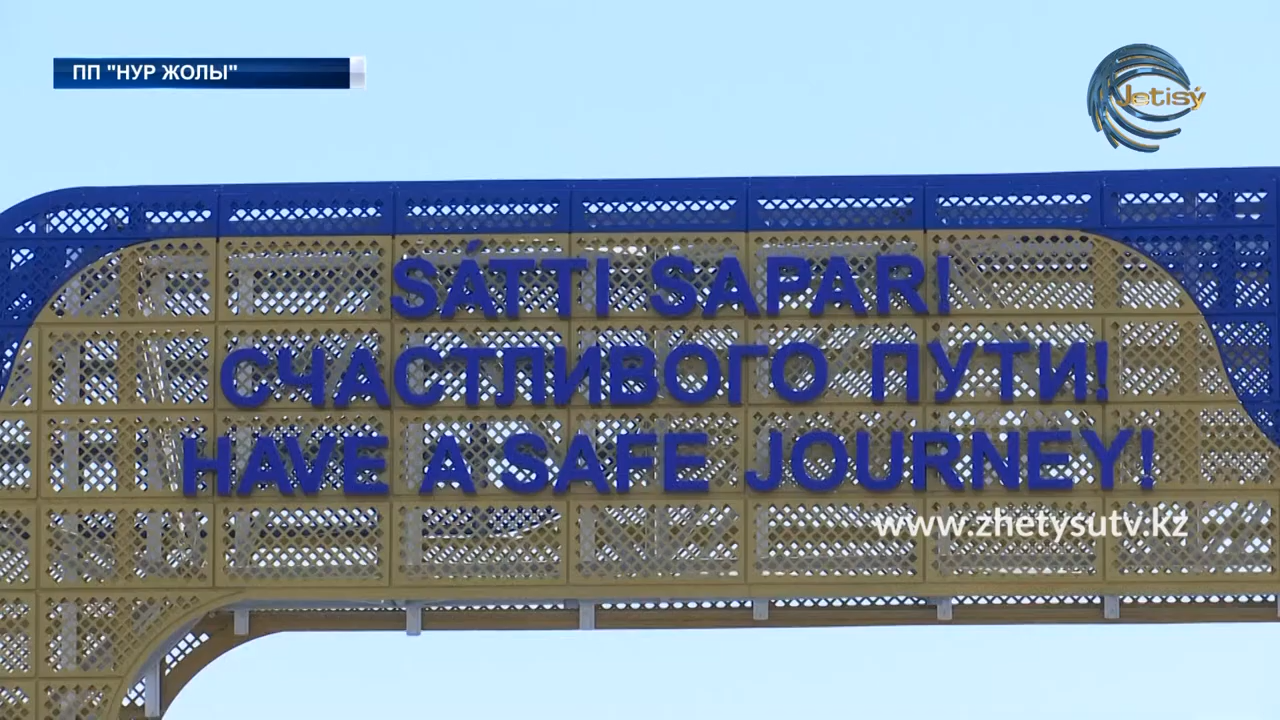 ПП "НУР ЖОЛЫ"
Jetisý
SÁTTI SAPAR!
СЧАСТЛИВОГО ПУТИ!
HAVE A SAFE JOURNEY!
www.zhetysutv.kz